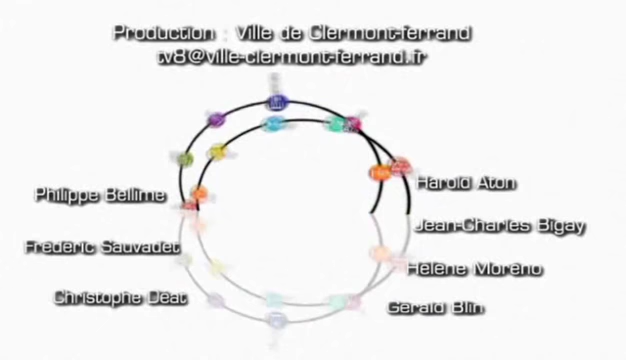 Production : Ville de Clermont-ferrand
tv8@ville-clermont-ferrand.fr
Philippe Bellime
Harold Aton
Jean-Charles Bigay
Frédéric Sauvadet
Hélène Moréno
Christophe Déat
Gérald Blin